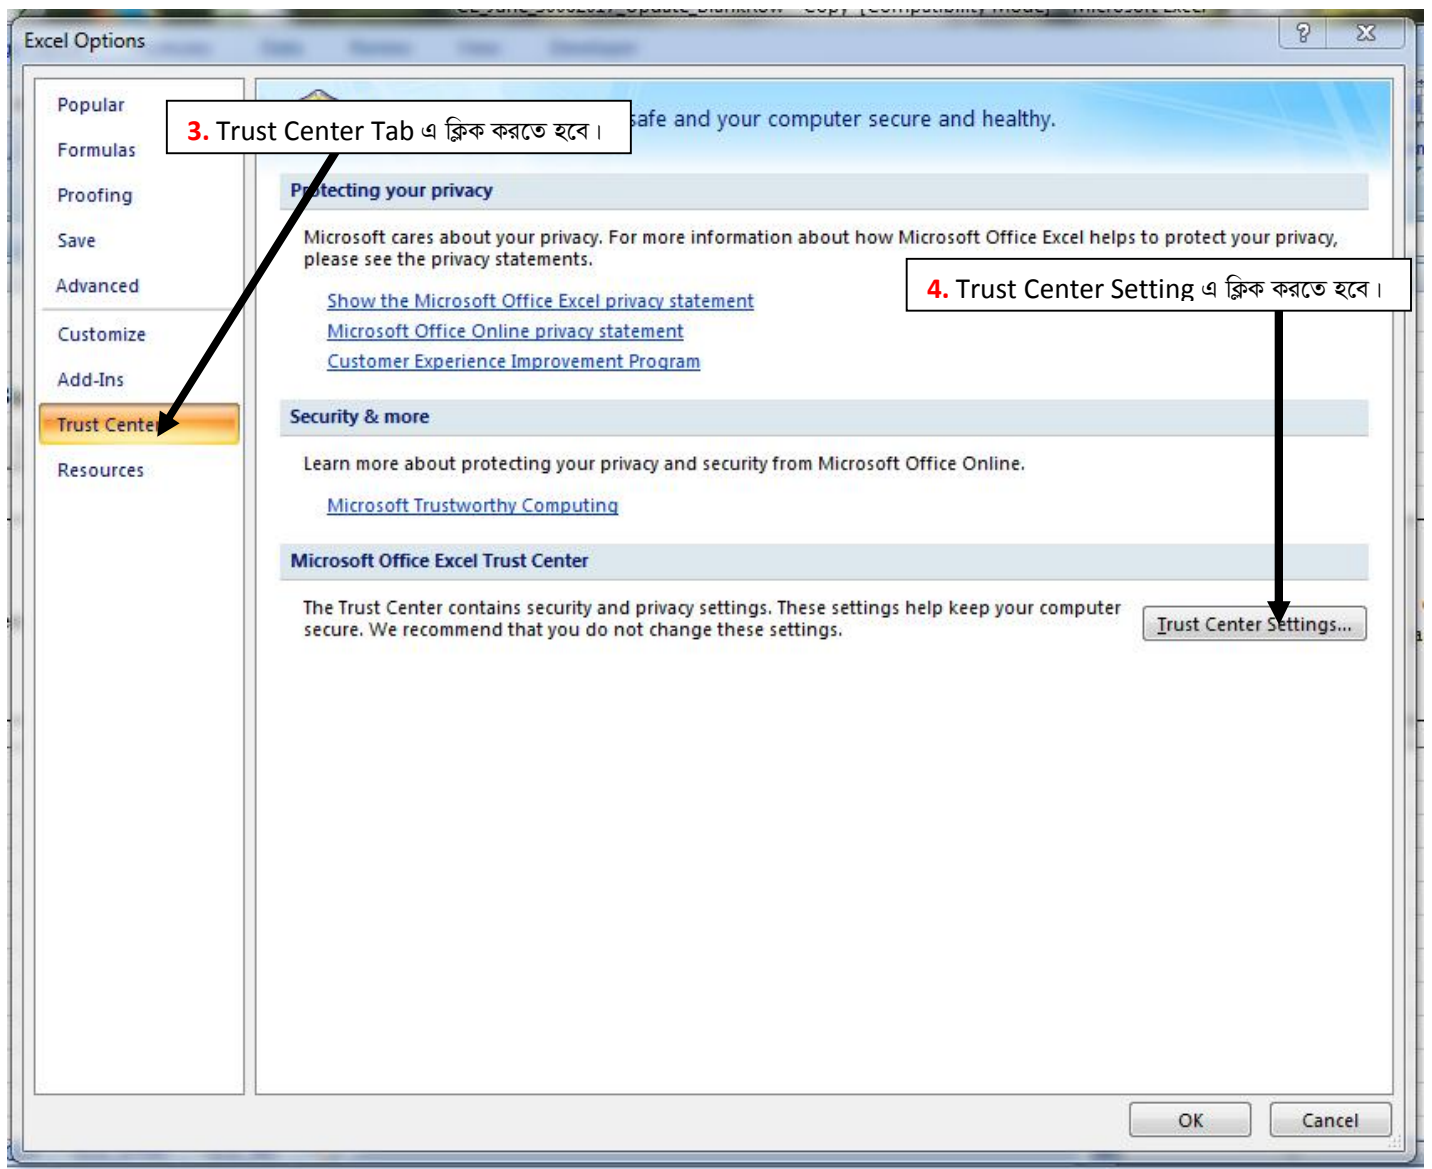 Excel Options
Popular
Formulas
Proofing
Save
Advanced
Customize
Add-Ins
Trust Center
Resources
3. Trust Center Tab এ ক্লিক করতে হবে।
safe and your computer secure and healthy.
Protecting your privacy
Microsoft cares about your privacy. For more information about how Microsoft Office Excel helps to protect your privacy,
please see the privacy statements.
4. Trust Center Setting এ ক্লিক করতে হবে।
Show the Microsoft Office Excel privacy statement
Microsoft Office Online privacy statement
Customer Experience Improvement Program
Security & more
Learn more about protecting your privacy and security from Microsoft Office Online.
Microsoft Trustworthy Computing
Microsoft Office Excel Trust Center
The Trust Center contains security and privacy settings. These settings help keep your computer
secure. We recommend that you do not change these settings.
Trust Center Settings...
OK
Cancel